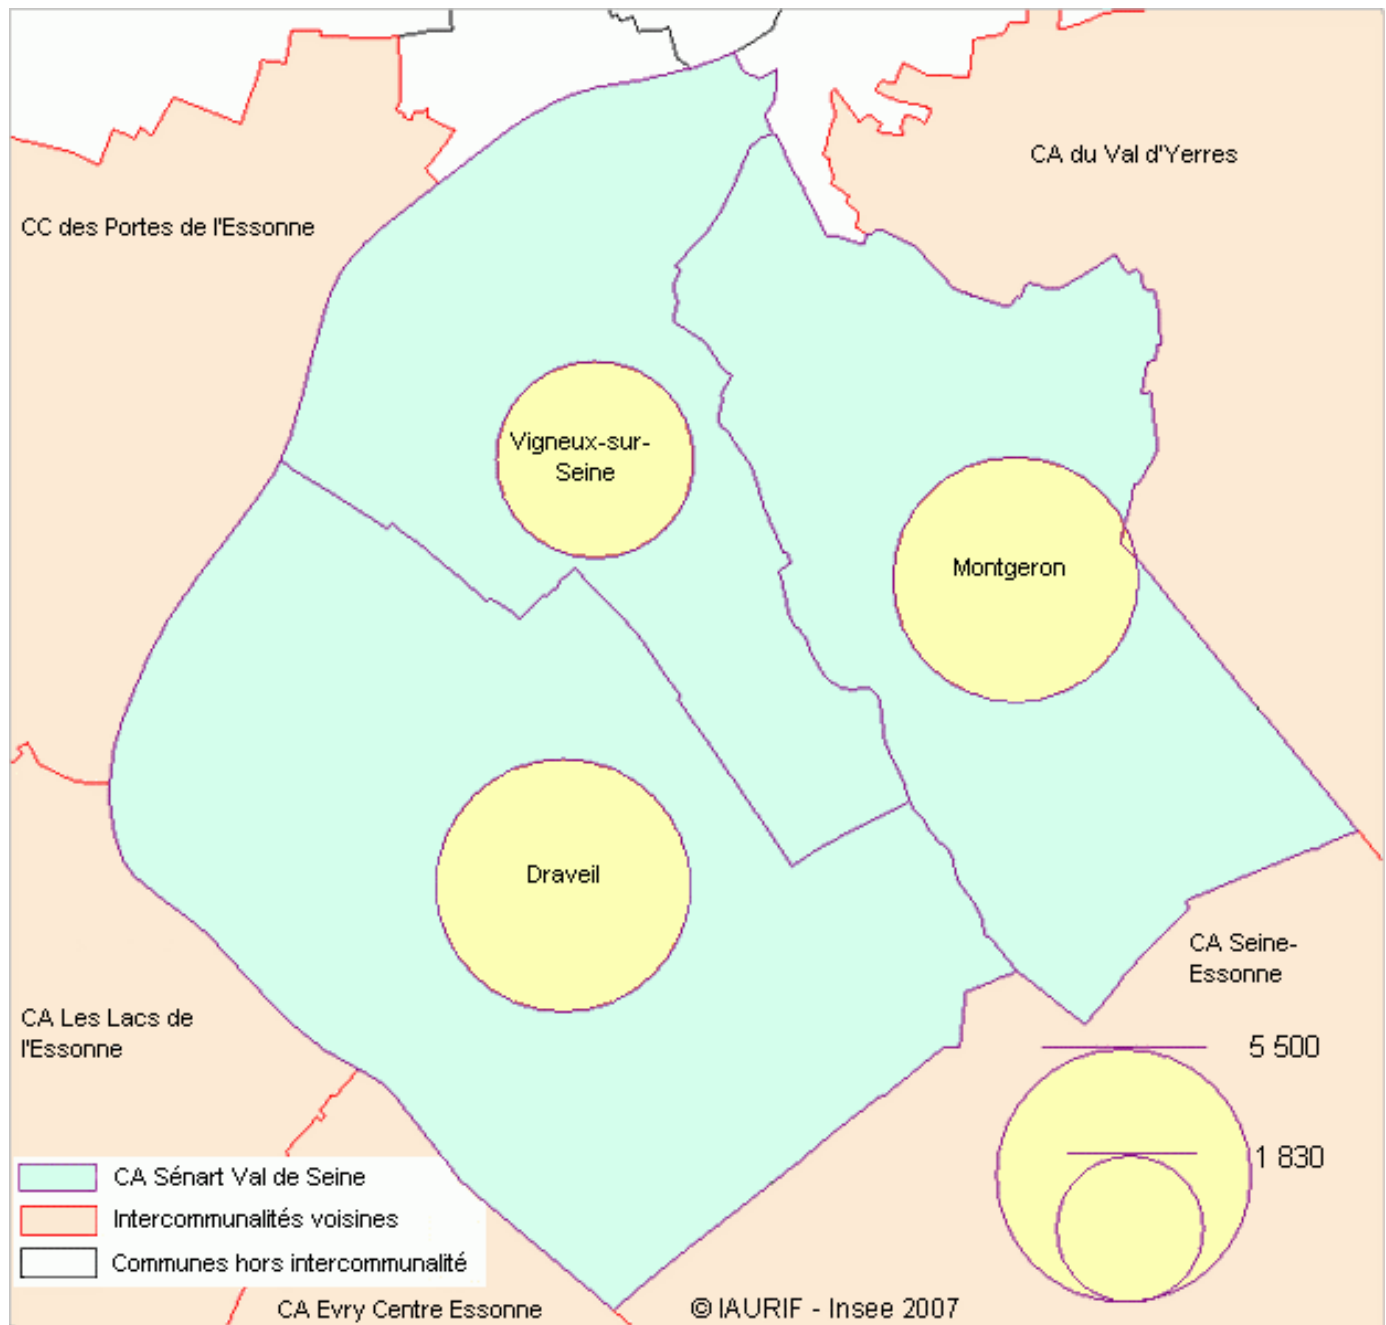 CA du Val d'Yerres
CC des Portes de l'Essonne
Vigneux-sur-
Seine
Montgeron
Draveil
CA Seine-
Essonne
CA Les Lacs de
l'Essonne
5 500
1 830
CA Sénart Val de Seine
Intercommunalités voisines
Communes hors intercommunalité
CA Evry Centre Essonne
© IAURIF - Insee 2007